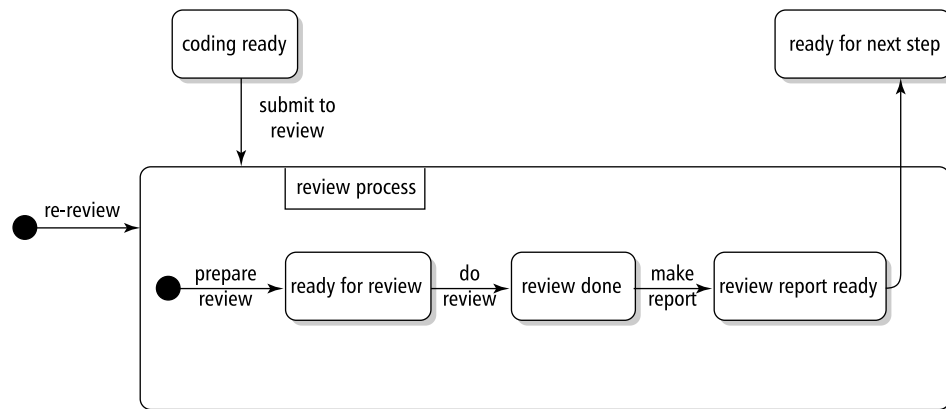 coding ready
ready for next step
submit to
review
review process
re-review
prepare
review
ready for review
do
review
review done
make
report
review report ready